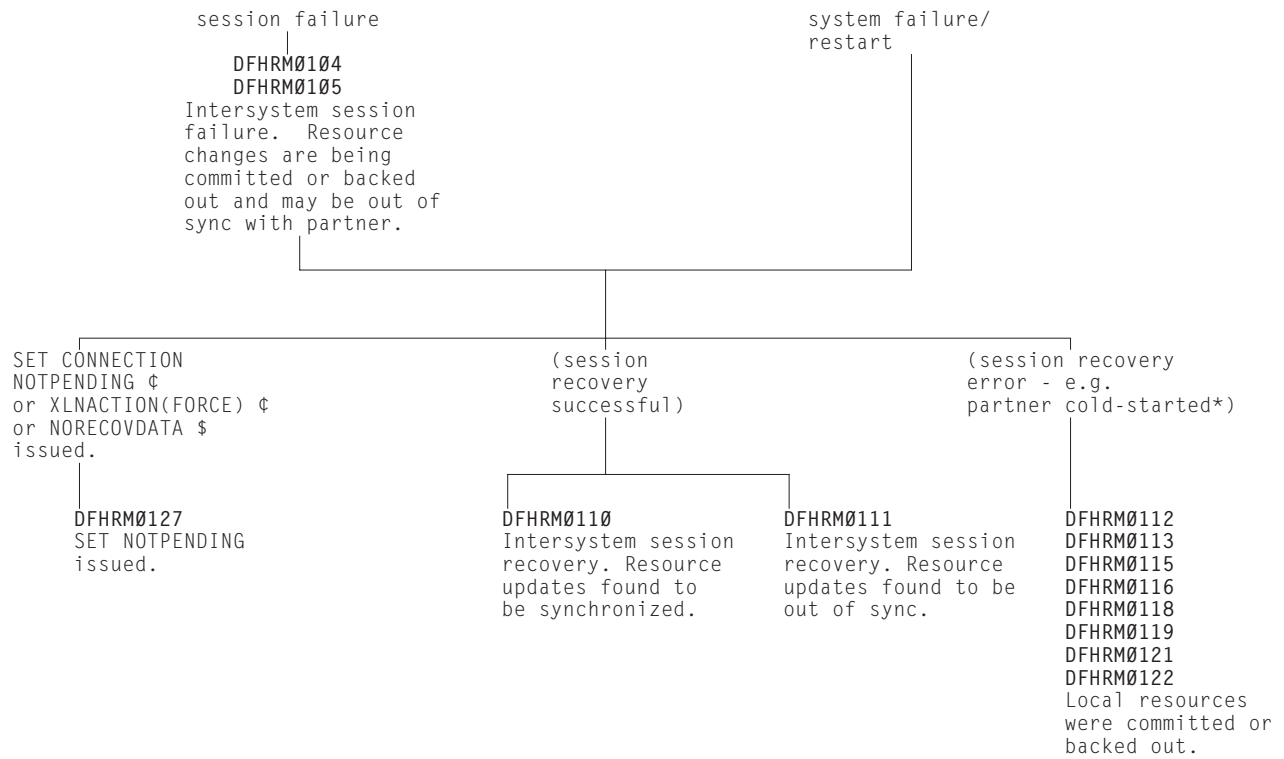 session failure
DFHRMØ1Ø4
DFHRMØ1Ø5
Intersystem session
failure. Resource
changes are being
committed or backed
out and may be out of
sync with partner.
system failure/
restart
SET CONNECTION
NOTPENDING ¢
or XLNACTION(FORCE) ¢
or NORECOVDATA $
issued.
DFHRMØ127
SET NOTPENDING
issued.
(session
recovery
successful)
DFHRMØ11Ø
Intersystem session
recovery. Resource
updates found to
be synchronized.
DFHRMØ111
Intersystem session
recovery. Resource
updates found to be
out of sync.
(session recovery
error - e.g.
partner cold-started*)
DFHRMØ112
DFHRMØ113
DFHRMØ115
DFHRMØ116
DFHRMØ118
DFHRMØ119
DFHRMØ121
DFHRMØ122
Local resources
were committed or
backed out.